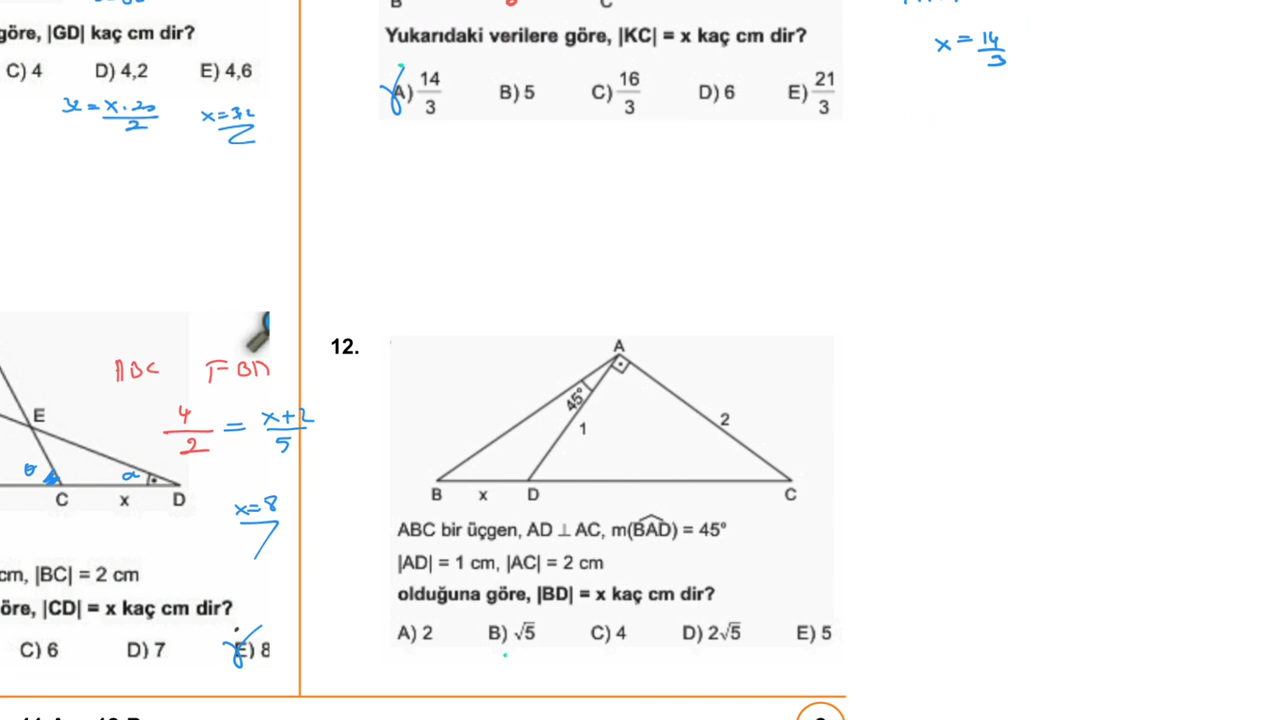 göre, |GD| kaç cm dir?
C) 4 D) 4,2 E) 4,6
x = 32
2
B C
Yukarıdaki verilere göre, |KC| = x kaç cm dir?
A) 14/3 B) 5 C) 16/3 D) 6 E) 21/3
x = 14/3
E
θ α
C x D
ABC FBD
4/2 = x+2/5
x=8
cm, |BC| = 2 cm
öre, |CD| = x kaç cm dir?
C) 6 D) 7 E) 8
12.
A
45°
1
2
B x D C
ABC bir üçgen, AD ⊥ AC, m(BAD) = 45°
|AD| = 1 cm, |AC| = 2 cm
olduğuna göre, |BD| = x kaç cm dir?
A) 2 B) √5 C) 4 D) 2√5 E) 5